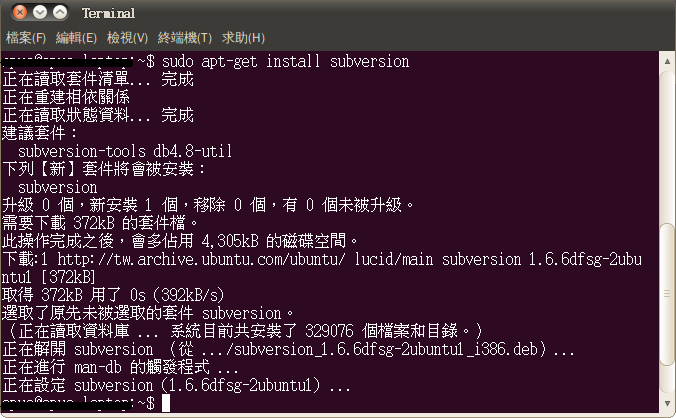 Terminal
檔案(F) 編輯(E) 檢視(V) 終端機(T) 求助(H)
:~$ sudo apt-get install subversion
正在讀取套件清單... 完成
正在重建相依關係
正在讀取狀態資料... 完成
建議套件：
subversion-tools db4.8-util
下列【新】套件將會被安裝：
subversion
升級 0 個，新安裝 1 個，移除 0 個，有 0 個未被升級。
需要下載 372kB 的套件檔。
此操作完成之後，會多佔用 4,305kB 的磁碟空間。
下載:1 http://tw.archive.ubuntu.com/ubuntu/ lucid/main subversion 1.6.6dfsg-2ubu
ntu1 [372kB]
取得 372kB 用了 0s (392kB/s)
選取了原先未被選取的套件 subversion。
（正在讀取資料庫 ... 系統目前共安裝了 329076 個檔案和目錄。）
正在解開 subversion （從 .../subversion_1.6.6dfsg-2ubuntu1_i386.deb）...
正在進行 man-db 的觸發程式 ...
正在設定 subversion (1.6.6dfsg-2ubuntu1) ...
:~$